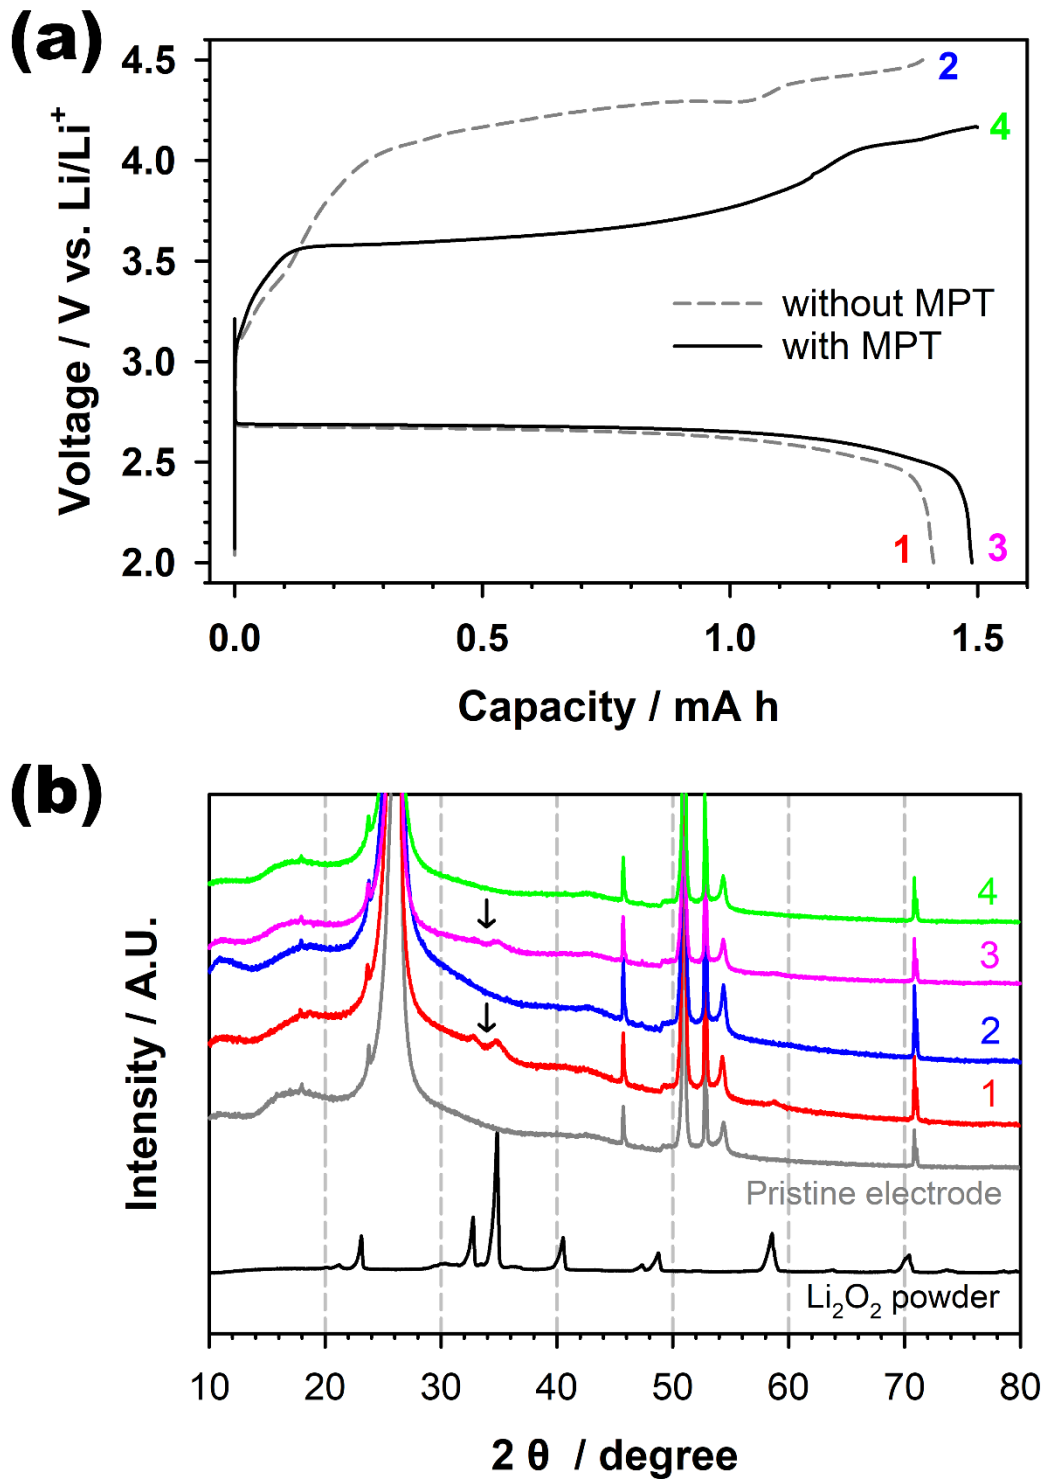 (a)
4.5
4.0
3.5
3.0
2.5
2.0
Voltage / V vs. Li/Li⁺
2
4
without MPT
with MPT
1
3
0.0 0.5 1.0 1.5
Capacity / mA h
(b)
Intensity / A.U.
4
3
2
1
Pristine electrode
Li₂O₂ powder
10 20 30 40 50 60 70 80
2 θ / degree